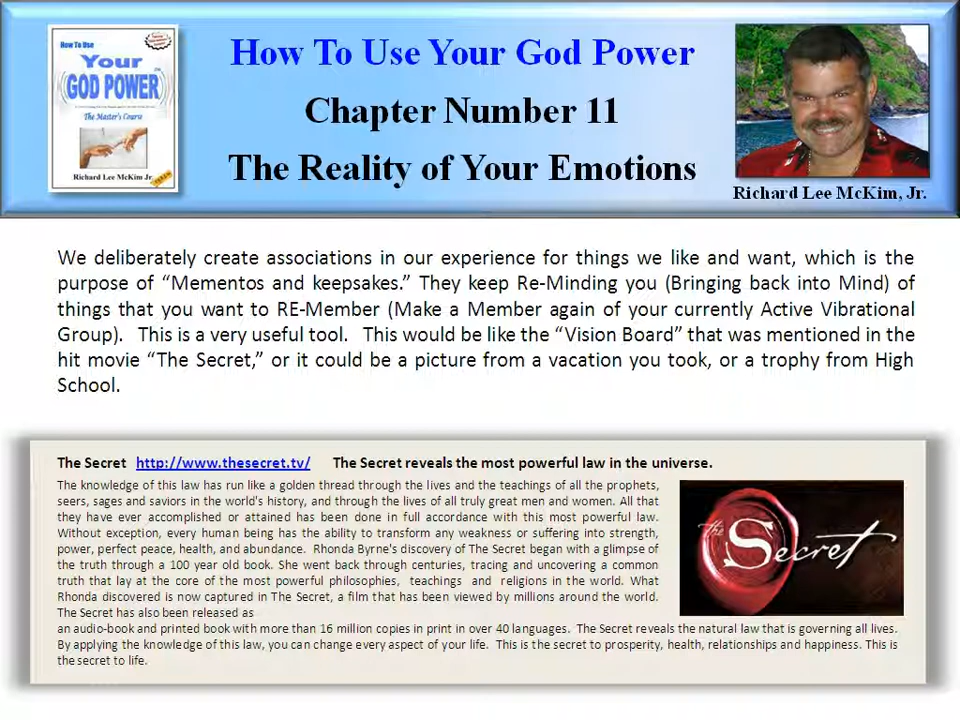 How To Use
Your
GOD POWER
The Master's Course
Richard Lee McKim Jr.
How To Use Your God Power
Chapter Number 11
The Reality of Your Emotions
Richard Lee McKim, Jr.
We deliberately create associations in our experience for things we like and want, which is the
purpose of “Mementos and keepsakes.” They keep Re-Minding you (Bringing back into Mind) of
things that you want to RE-Member (Make a Member again of your currently Active Vibrational
Group). This is a very useful tool. This would be like the “Vision Board” that was mentioned in the
hit movie “The Secret,” or it could be a picture from a vacation you took, or a trophy from High
School.
The Secret http://www.thesecret.tv/ The Secret reveals the most powerful law in the universe.
The knowledge of this law has run like a golden thread through the lives and the teachings of all the prophets,
seers, sages and saviors in the world's history, and through the lives of all truly great men and women. All that
they have ever accomplished or attained has been done in full accordance with this most powerful law.
Without exception, every human being has the ability to transform any weakness or suffering into strength,
power, perfect peace, health, and abundance. Rhonda Byrne's discovery of The Secret began with a glimpse of
the truth through a 100 year old book. She went back through centuries, tracing and uncovering a common
truth that lay at the core of the most powerful philosophies, teachings and religions in the world. What
Rhonda discovered is now captured in The Secret, a film that has been viewed by millions around the world.
The Secret has also been released as
an audio-book and printed book with more than 16 million copies in print in over 40 languages. The Secret reveals the natural law that is governing all lives.
By applying the knowledge of this law, you can change every aspect of your life. This is the secret to prosperity, health, relationships and happiness. This is
the secret to life.
the Secret